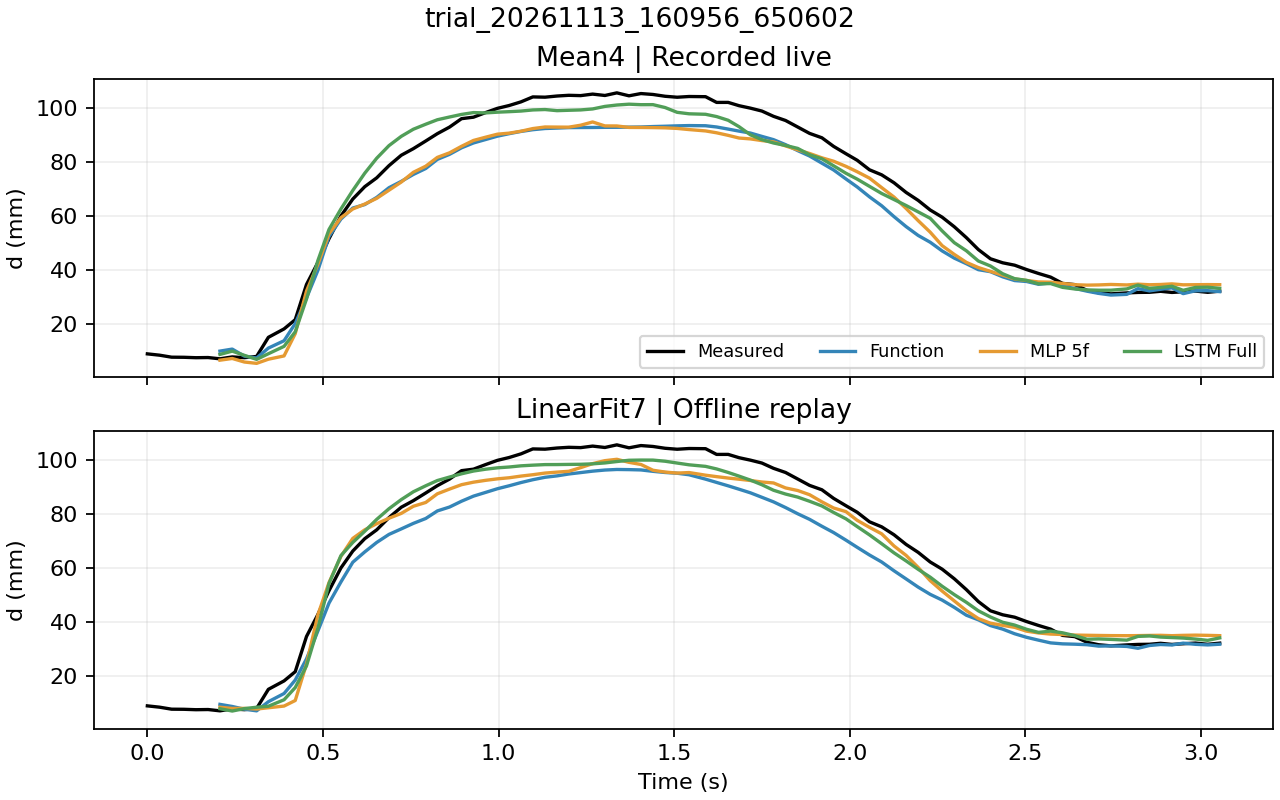 trial_20261113_160956_650602
Mean4 | Recorded live
d (mm)
100
80
60
40
20
Measured Function MLP 5f LSTM Full
LinearFit7 | Offline replay
d (mm)
100
80
60
40
20
0.0 0.5 1.0 1.5 2.0 2.5 3.0
Time (s)